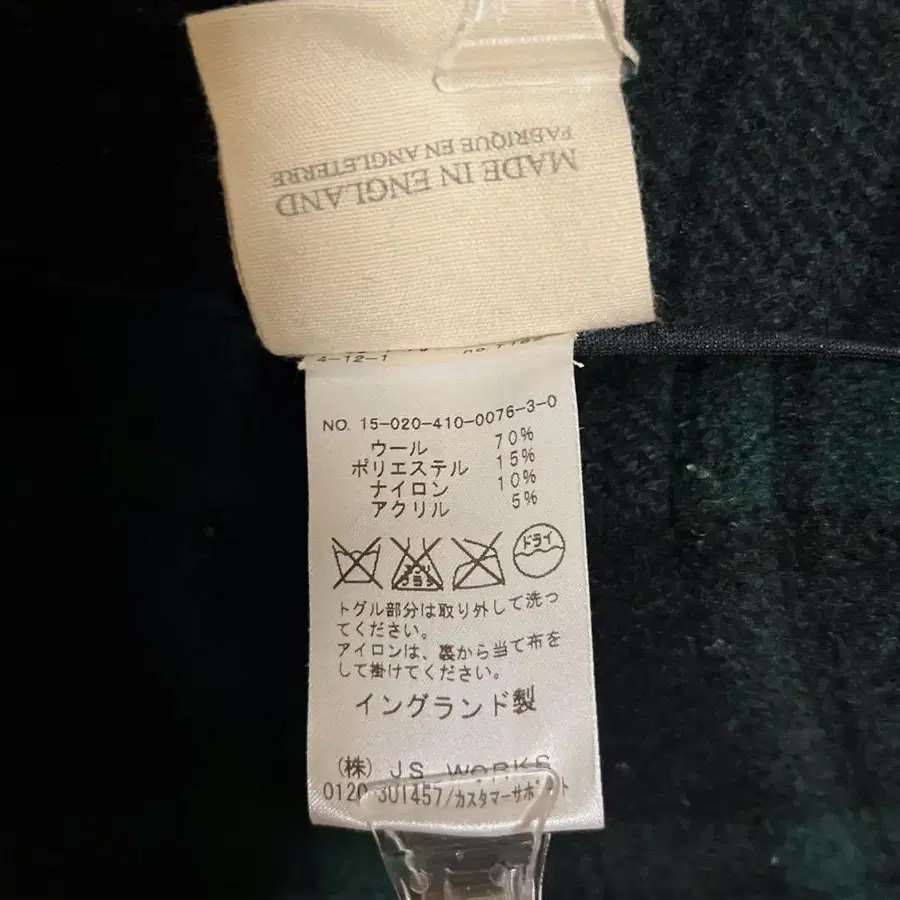 MADE IN ENGLAND
FABRIQUE EN ANGLETERRE
4-12-1
NO. 15-020-410-0076-3-0
ウール 70%
ポリエステル 15%
ナイロン 10%
アクリル 5%
ドライ
トグル部分は取り外して洗っ
てください。
アイロンは、裏から当て布を
して掛けてください。
イングランド製
(株) JS WORKS
0120 301457/カスタマーサポート